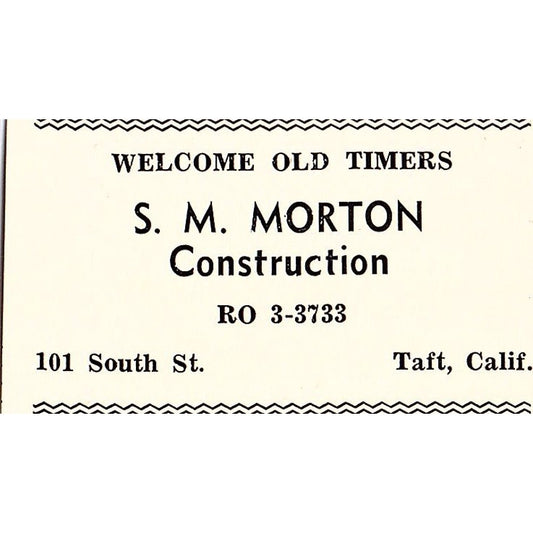 WELCOME OLD TIMERS
S. M. MORTON
Construction
RO 3-3733
101 South St. Taft, Calif.